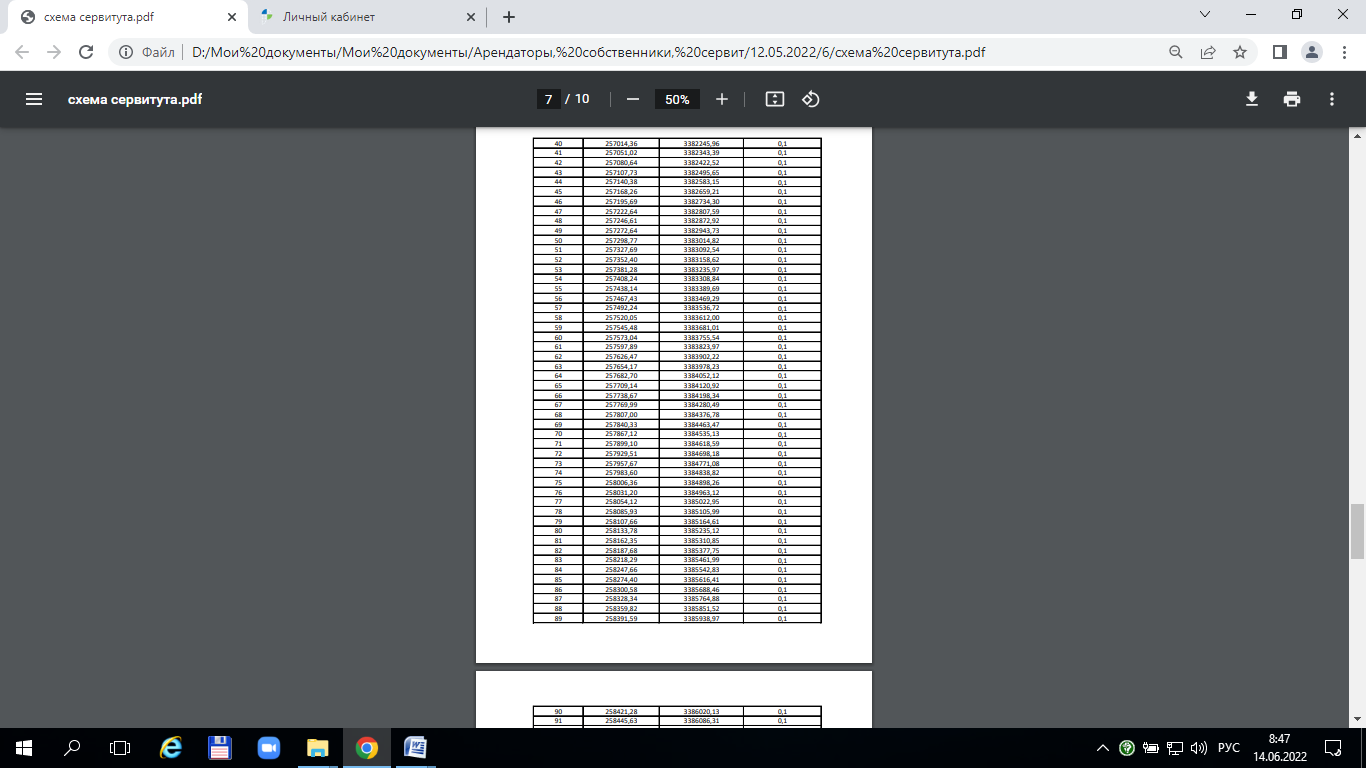 схема сервитута.pdf
Личный кабинет
Файл D:/Мои%20документы/Мои%20документы/Арендаторы,%20собственники,%20сервит/12.05.2022/6/схема%20сервитута.pdf
схема сервитута.pdf 7 / 10 50%
40 257014,36 3382245,96 0,1
41 257051,02 3382343,39 0,1
42 257080,64 3382422,52 0,1
43 257107,73 3382495,65 0,1
44 257140,38 3382583,15 0,1
45 257168,26 3382659,21 0,1
46 257195,69 3382734,30 0,1
47 257222,64 3382807,59 0,1
48 257246,61 3382872,92 0,1
49 257272,64 3382943,73 0,1
50 257298,77 3383014,82 0,1
51 257327,69 3383092,54 0,1
52 257352,40 3383158,62 0,1
53 257381,28 3383235,97 0,1
54 257408,24 3383308,84 0,1
55 257438,14 3383389,69 0,1
56 257467,43 3383469,29 0,1
57 257492,24 3383536,72 0,1
58 257520,05 3383612,00 0,1
59 257545,48 3383681,01 0,1
60 257573,04 3383755,54 0,1
61 257597,89 3383823,97 0,1
62 257626,47 3383902,22 0,1
63 257654,17 3383978,23 0,1
64 257682,70 3384052,12 0,1
65 257709,14 3384120,92 0,1
66 257738,67 3384198,34 0,1
67 257769,99 3384280,49 0,1
68 257807,00 3384376,78 0,1
69 257840,33 3384463,47 0,1
70 257867,12 3384535,13 0,1
71 257899,10 3384618,59 0,1
72 257929,51 3384698,18 0,1
73 257957,67 3384771,08 0,1
74 257983,60 3384838,82 0,1
75 258006,36 3384898,26 0,1
76 258031,20 3384963,12 0,1
77 258054,12 3385022,95 0,1
78 258085,93 3385105,99 0,1
79 258107,66 3385164,61 0,1
80 258133,78 3385235,12 0,1
81 258162,35 3385310,85 0,1
82 258187,68 3385377,75 0,1
83 258218,29 3385461,99 0,1
84 258247,66 3385542,83 0,1
85 258274,40 3385616,41 0,1
86 258300,58 3385688,46 0,1
87 258328,34 3385764,88 0,1
88 258359,82 3385851,52 0,1
89 258391,59 3385938,97 0,1
90 258421,28 3386020,13 0,1
91 258445,63 3386086,31 0,1
РУС
8:47
14.06.2022